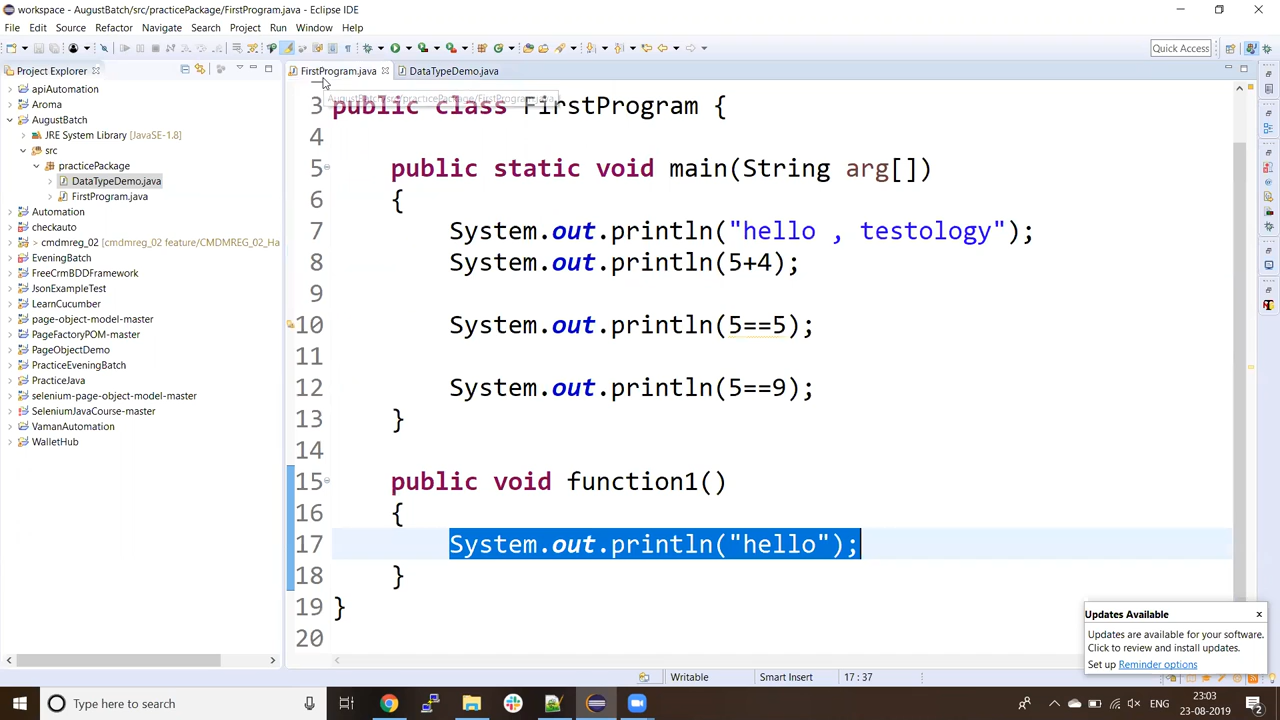 workspace - AugustBatch/src/practicePackage/FirstProgram.java - Eclipse IDE
File Edit Source Refactor Navigate Search Project Run Window Help
Quick Access
Project Explorer
FirstProgram.java
DataTypeDemo.java
AugustBatch/src/practicePackage/FirstProgram.java
apiAutomation
Aroma
AugustBatch
JRE System Library [JavaSE-1.8]
src
practicePackage
DataTypeDemo.java
FirstProgram.java
Automation
checkauto
> cmdmreg_02 [cmdmreg_02 feature/CMDMREG_02_Ha
EveningBatch
FreeCrmBDDFramework
JsonExampleTest
LearnCucumber
page-object-model-master
PageFactoryPOM-master
PageObjectDemo
PracticeEveningBatch
PracticeJava
selenium-page-object-model-master
SeleniumJavaCourse-master
VamanAutomation
WalletHub
3 public class FirstProgram {
4
5 public static void main(String arg[])
6 {
7 System.out.println("hello , testology");
8 System.out.println(5+4);
9
10 System.out.println(5==5);
11
12 System.out.println(5==9);
13 }
14
15 public void function1()
16 {
17 System.out.println("hello");
18 }
19 }
20
Updates Available
Updates are available for your software.
Click to review and install updates.
Set up Reminder options
Writable
Smart Insert
17 : 37
Type here to search
ENG
23:03
23-08-2019
2